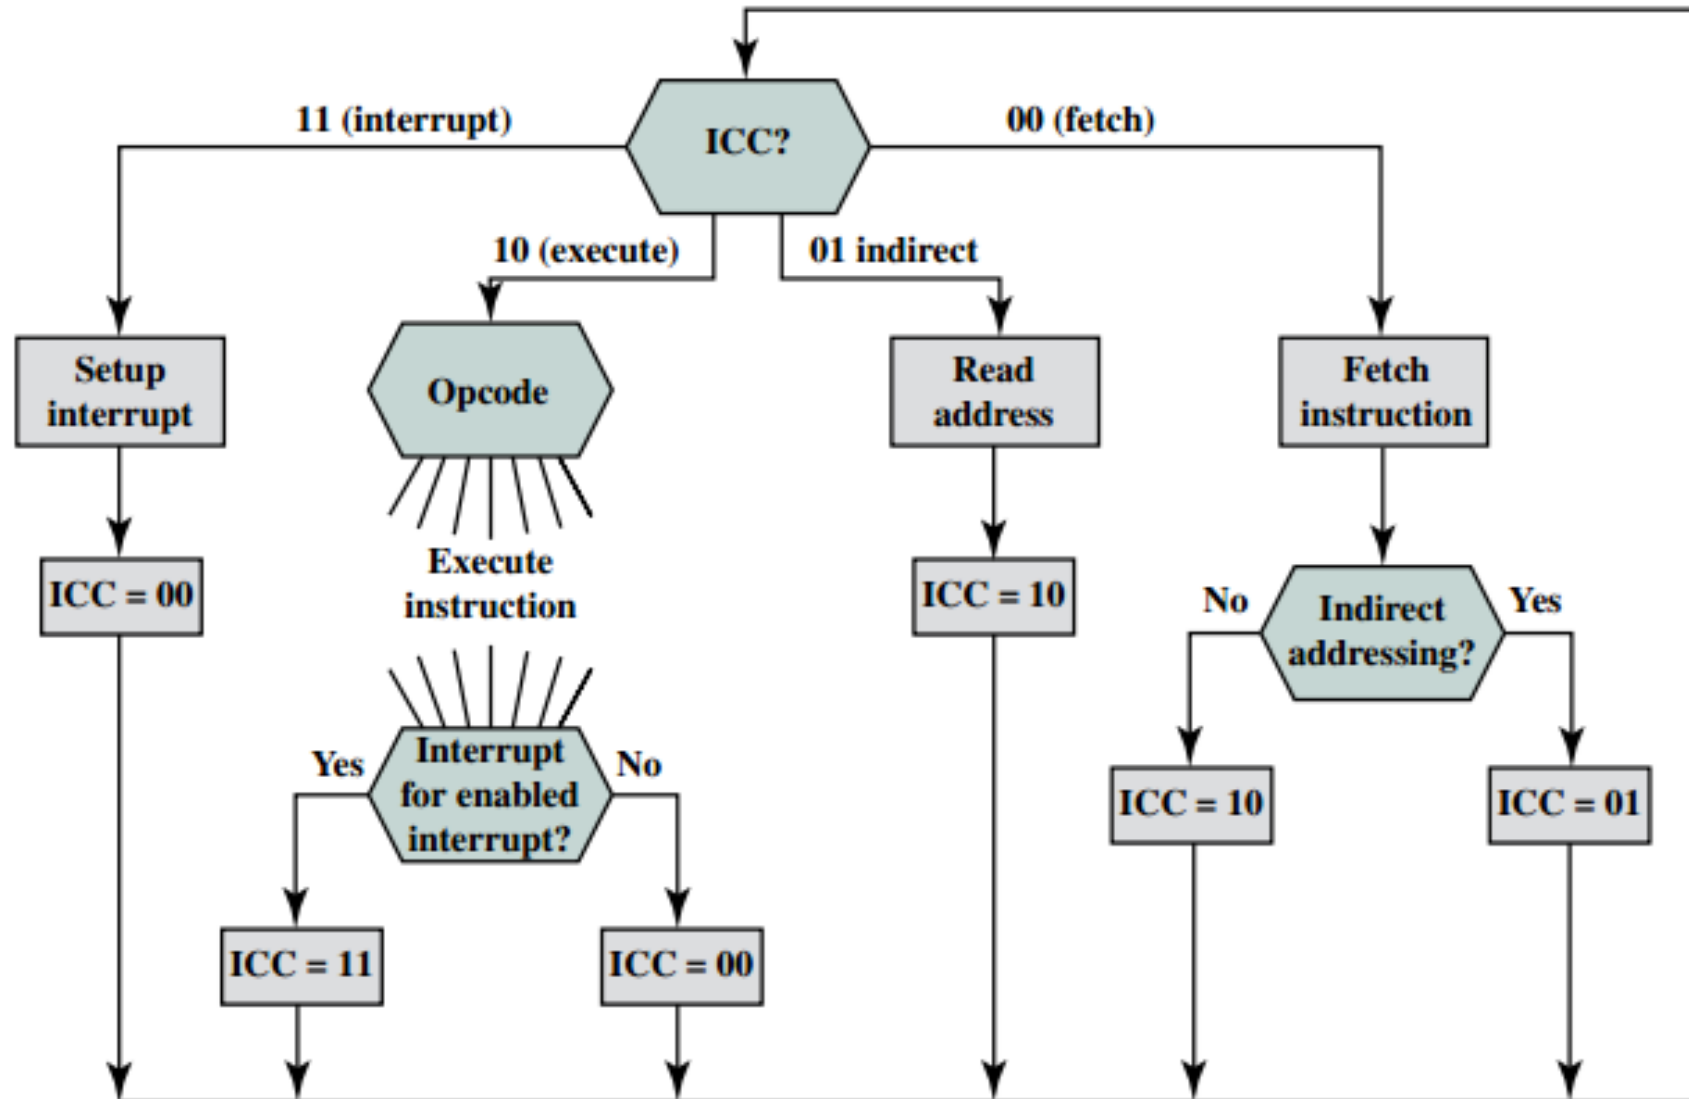 11 (interrupt)
ICC?
00 (fetch)
10 (execute)
01 indirect
Setup
interrupt
Opcode
Read
address
Fetch
instruction
ICC = 00
Execute
instruction
ICC = 10
No
Indirect
addressing?
Yes
Yes
Interrupt
for enabled
interrupt?
No
ICC = 10
ICC = 01
ICC = 11
ICC = 00